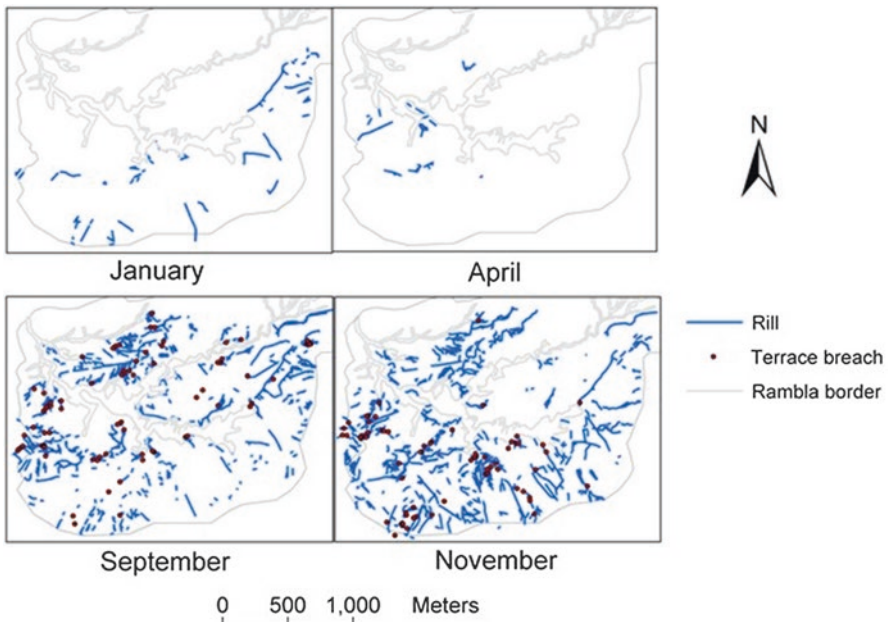 January
April
N
September
November
Rill
Terrace breach
Rambla border
0 500 1,000 Meters